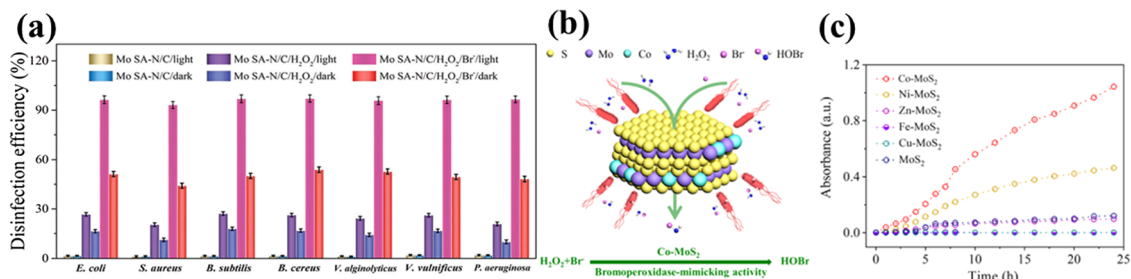 (a)
Mo SA-N/C/light
Mo SA-N/C/dark
Mo SA-N/C/H₂O₂/light
Mo SA-N/C/H₂O₂/dark
Mo SA-N/C/H₂O₂/Br⁻/light
Mo SA-N/C/H₂O₂/Br⁻/dark
Disinfection efficiency (%)
120
90
60
30
0
E. coli
S. aureus
B. subtilis
B. cereus
V. alginolyticus
V. vulnificus
P. aeruginosa
(b)
S
Mo
Co
H₂O₂
Br⁻
HOBr
Co-MoS₂
H₂O₂+Br⁻
HOBr
Bromoperoxidase-mimicking activity
(c)
Absorbance (a.u.)
1.2
0.8
0.4
0.0
Co-MoS₂
Ni-MoS₂
Zn-MoS₂
Fe-MoS₂
Cu-MoS₂
MoS₂
0
5
10
15
20
25
Time (h)